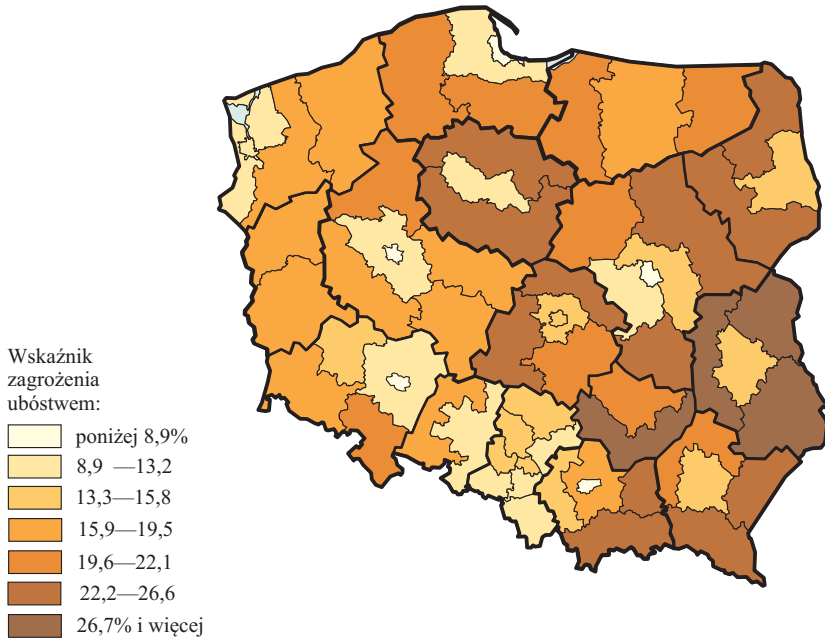 Wskaźnik
zagrożenia
ubóstwem:
poniżej 8,9%
8,9 —13,2
13,3—15,8
15,9—19,5
19,6—22,1
22,2—26,6
26,7% i więcej